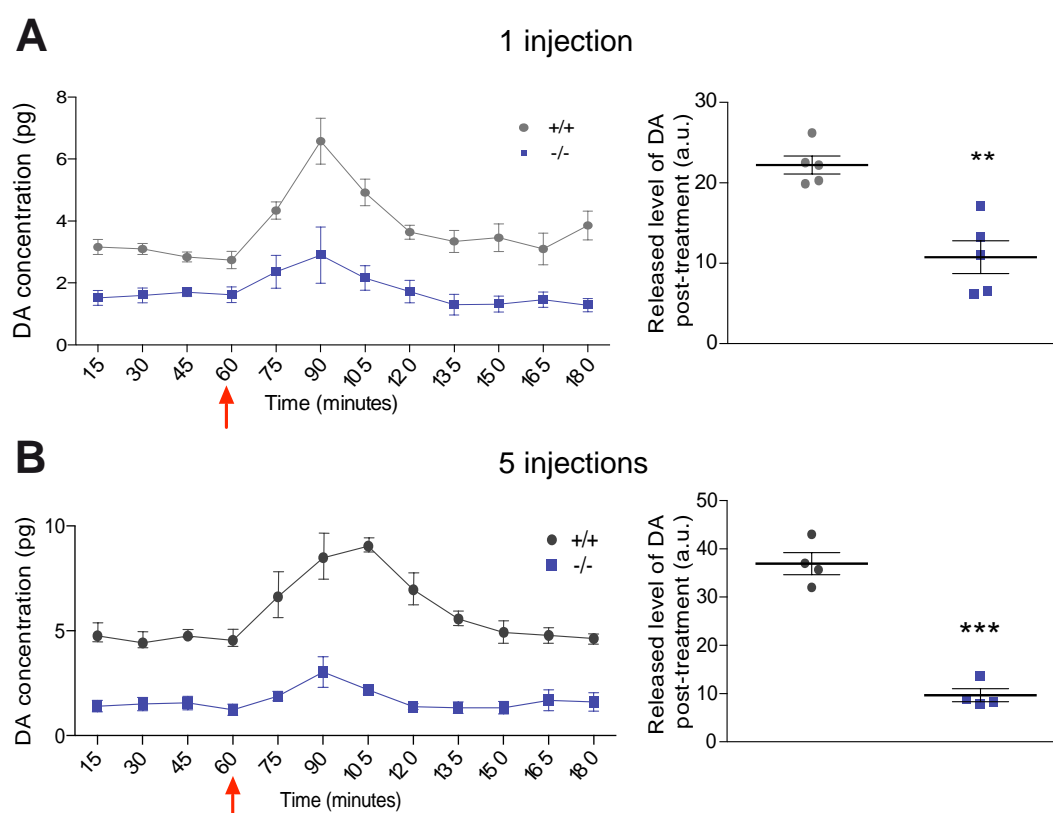 A
1 injection
DA concentration (pg)
8
6
4
2
0
15 30 45 60 75 90 105 120 135 150 165 180
Time (minutes)
+/+
-/-
Released level of DA
post-treatment (a.u.)
30
20
10
0
**
B
5 injections
DA concentration (pg)
10
5
0
15 30 45 60 75 90 105 120 135 150 165 180
Time (minutes)
+/+
-/-
Released level of DA
post-treatment (a.u.)
50
40
30
20
10
0
***